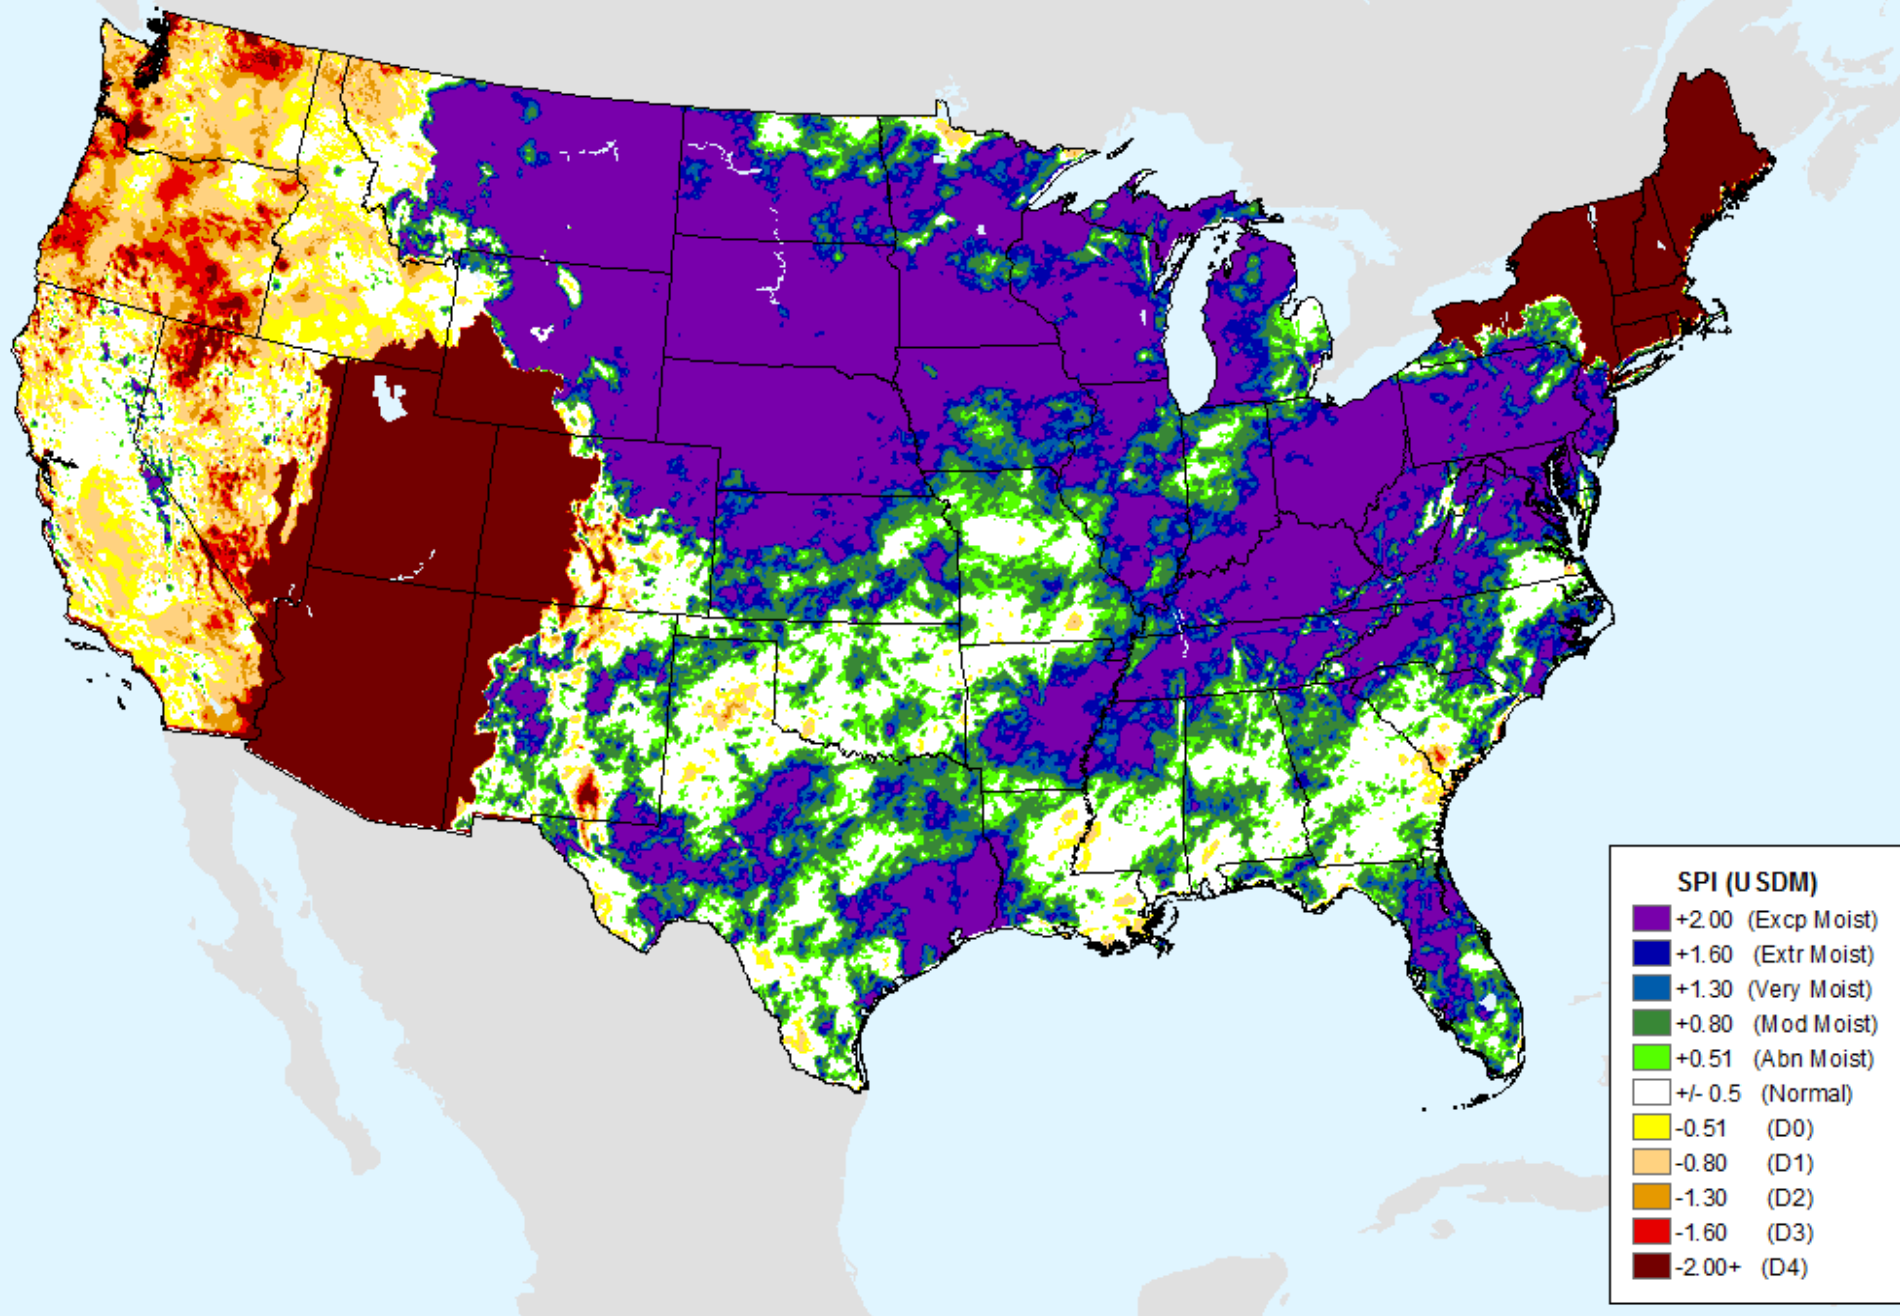 SPI (USDM)
+2.00 (Excp Moist)
+1.60 (Extr Moist)
+1.30 (Very Moist)
+0.80 (Mod Moist)
+0.51 (Abn Moist)
+/- 0.5 (Normal)
-0.51 (D0)
-0.80 (D1)
-1.30 (D2)
-1.60 (D3)
-2.00+ (D4)